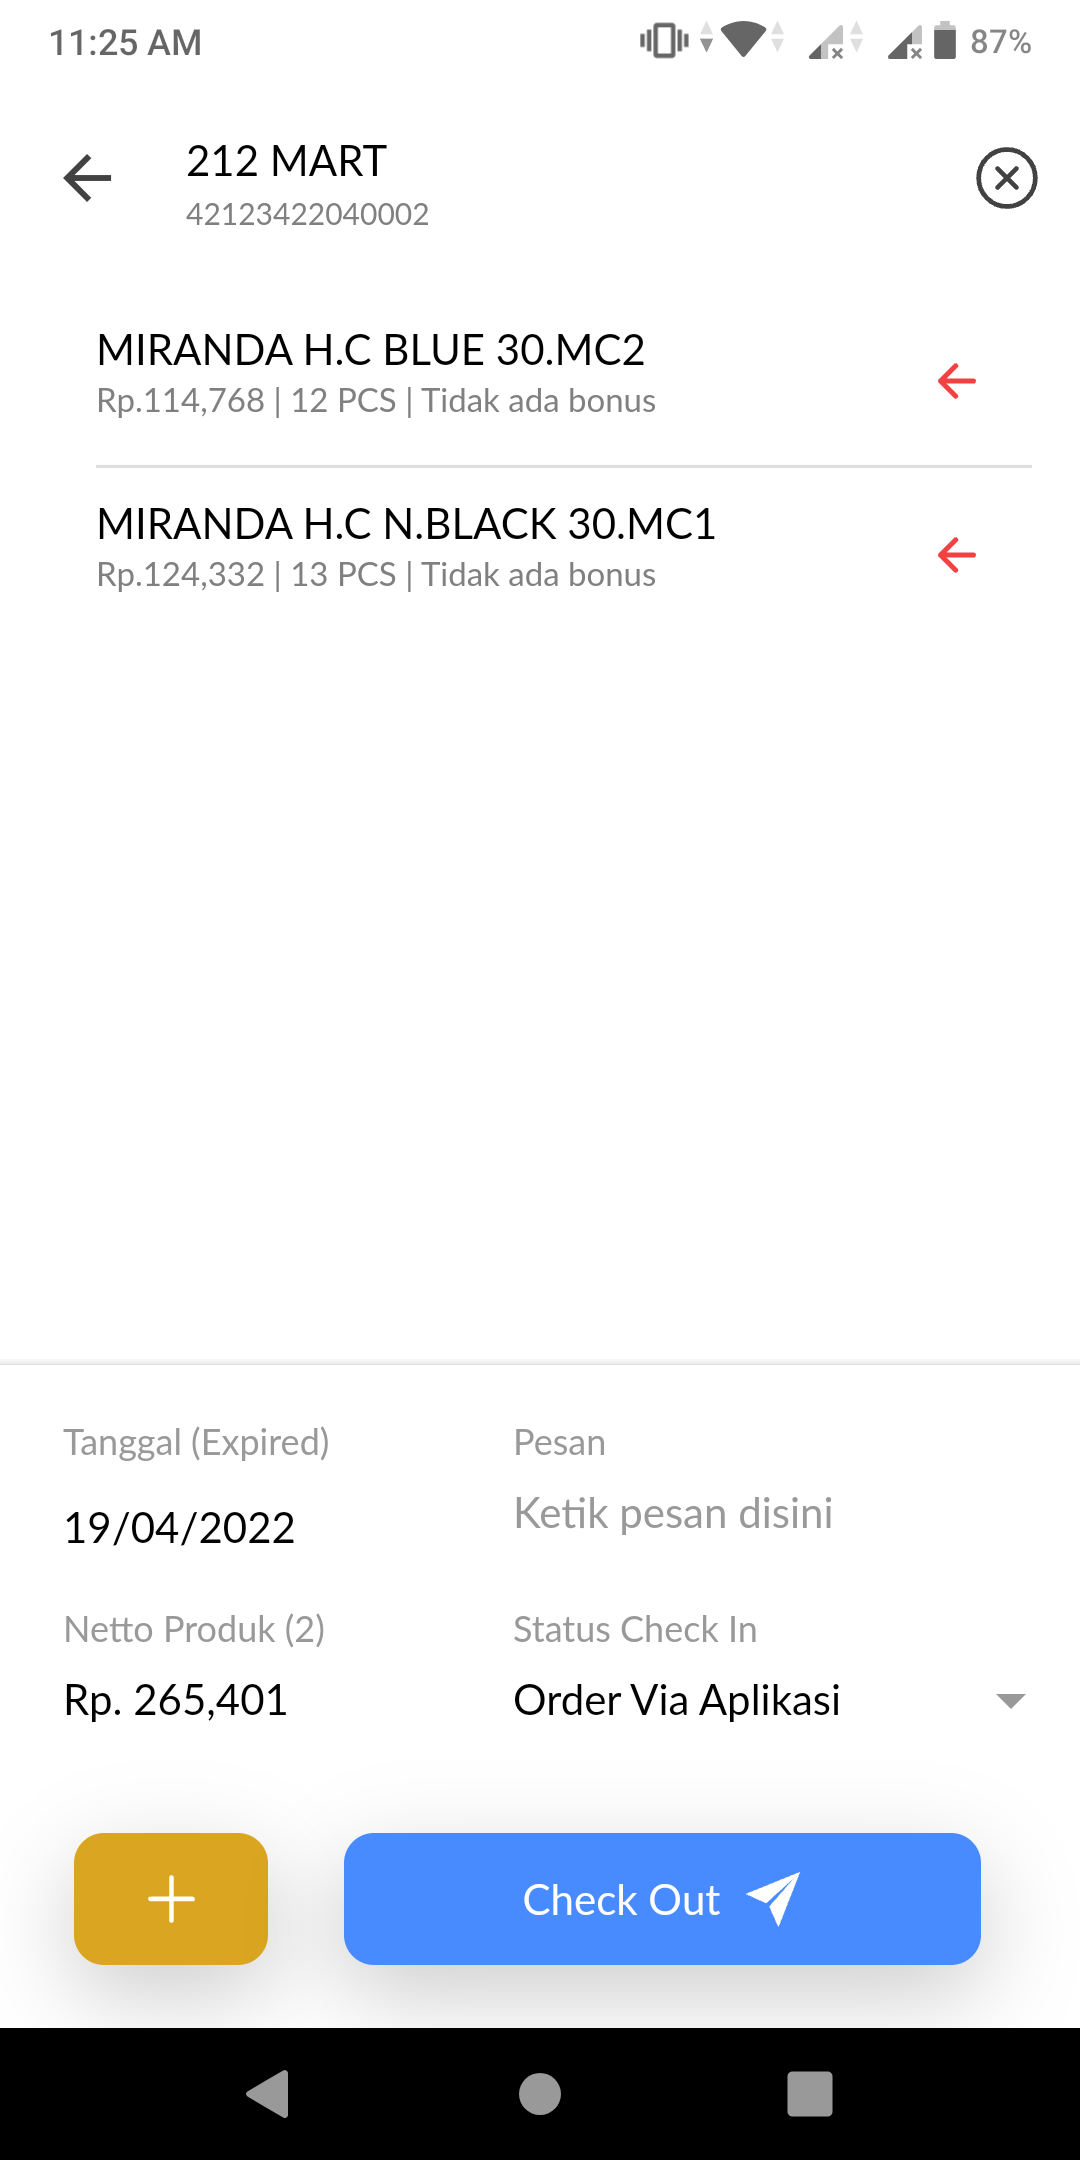 11:25 AM
87%
212 MART
42123422040002
MIRANDA H.C BLUE 30.MC2
Rp.114,768 | 12 PCS | Tidak ada bonus
MIRANDA H.C N.BLACK 30.MC1
Rp.124,332 | 13 PCS | Tidak ada bonus
Tanggal (Expired)
Pesan
19/04/2022
Ketik pesan disini
Netto Produk (2)
Status Check In
Rp. 265,401
Order Via Aplikasi
Check Out